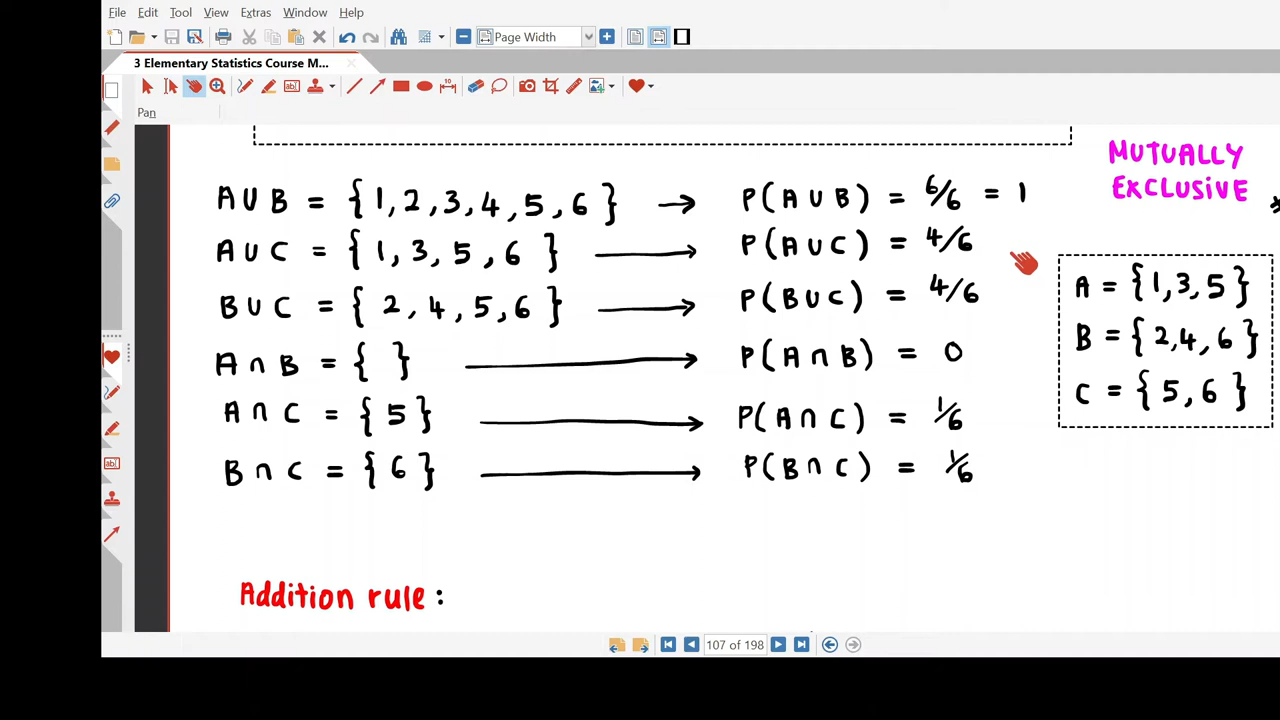 File Edit Tool View Extras Window Help
Page Width
3 Elementary Statistics Course M...
Pan
MUTUALLY
EXCLUSIVE
A ∪ B = { 1, 2, 3, 4, 5, 6 } → P( A ∪ B ) = 6/6 = 1
A ∪ C = { 1, 3, 5, 6 } → P( A ∪ C ) = 4/6
B ∪ C = { 2, 4, 5, 6 } → P( B ∪ C ) = 4/6
A ∩ B = { } → P( A ∩ B ) = 0
A ∩ C = { 5 } → P( A ∩ C ) = 1/6
B ∩ C = { 6 } → P( B ∩ C ) = 1/6
A = { 1, 3, 5 }
B = { 2, 4, 6 }
C = { 5, 6 }
Addition rule :
107 of 198